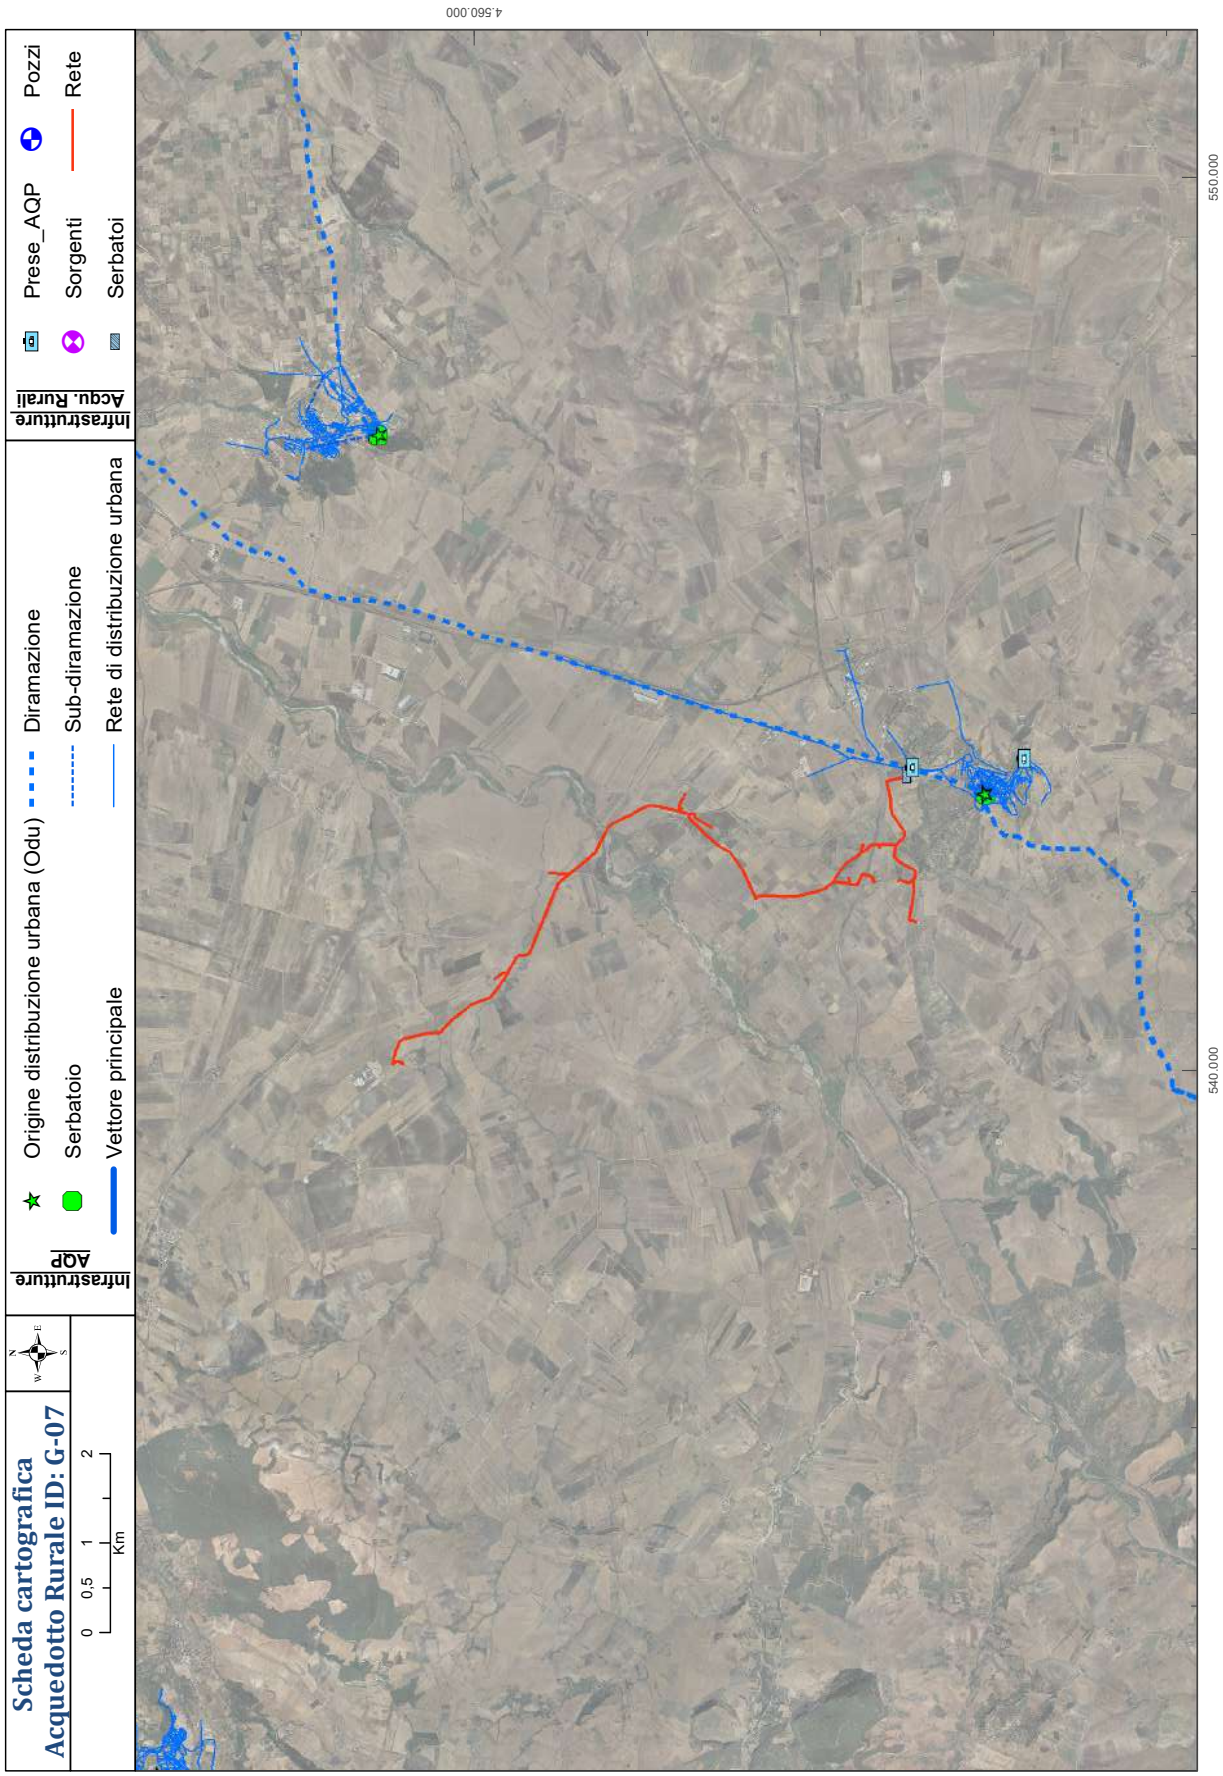 Scheda cartografica
Acquedotto Rurale ID: G-07
0 0,5 1 2
Km
N
W E
S
Infrastrutture
AQP
Origine distribuzione urbana (Odu)
Serbatoio
Vettore principale
Diramazione
Sub-diramazione
Rete di distribuzione urbana
Infrastrutture
Acqu. Rurali
Prese_AQP
Sorgenti
Serbatoi
Pozzi
Rete
4.560.000
540.000
550.000